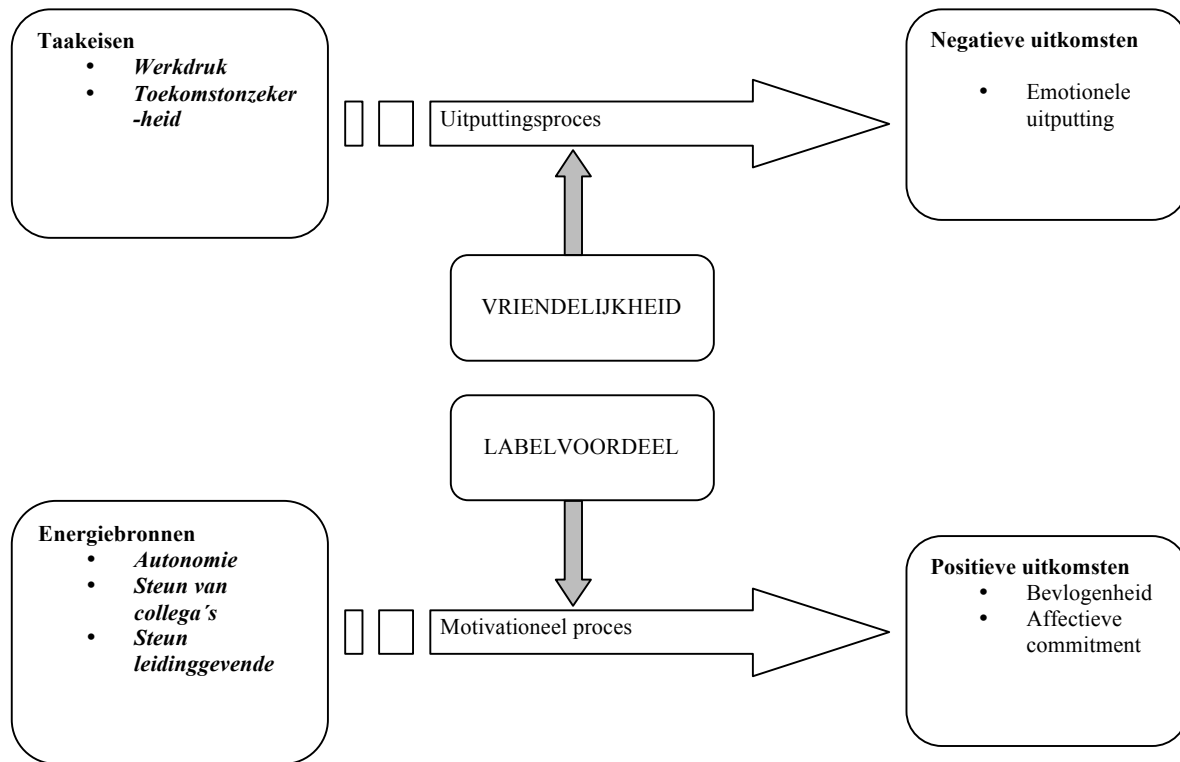 Taakeisen
• Werkdruk
• Toekomstonzeker
-heid
Uitputtingsproces
Negatieve uitkomsten
• Emotionele
uitputting
VRIENDELIJKHEID
LABELVOORDEEL
Energiebronnen
• Autonomie
• Steun van
collega´s
• Steun
leidinggevende
Motivationeel proces
Positieve uitkomsten
• Bevlogenheid
• Affectieve
commitment